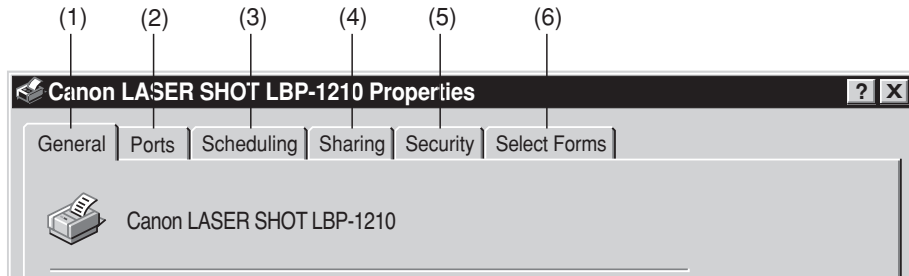 (1) (2) (3) (4) (5) (6)
Canon LASER SHOT LBP-1210 Properties ? X
General Ports Scheduling Sharing Security Select Forms
Canon LASER SHOT LBP-1210